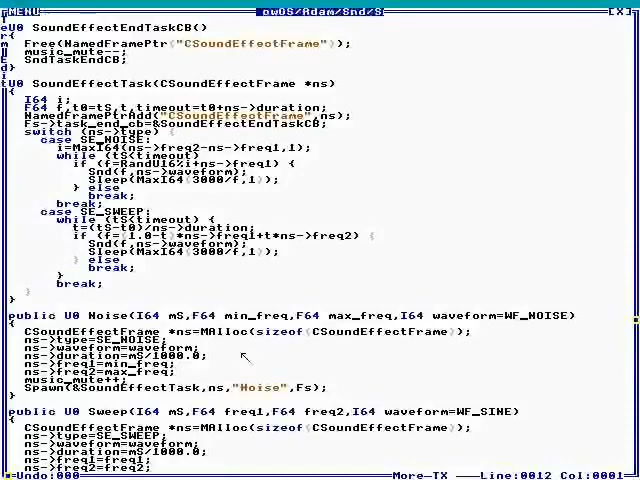 MENU owOS/Adam/Snd/S [X]
U0 SoundEffectEndTaskCB()
{
Free(NamedFramePtr("CSoundEffectFrame"));
music_mute--;
SndTaskEndCB;
}
U0 SoundEffectTask(CSoundEffectFrame *ns)
{
I64 i;
F64 f,t0=tS,t,timeout=t0+ns->duration;
NamedFramePtrAdd("CSoundEffectFrame",ns);
Fs->task_end_cb=&SoundEffectEndTaskCB;
switch (ns->type) {
case SE_NOISE:
i=MaxI64(ns->freq2-ns->freq1,1);
while (tS<timeout)
if (f=RandU16%i+ns->freq1) {
Snd(f,ns->waveform);
Sleep(MaxI64(3000/f,1));
} else
break;
break;
case SE_SWEEP:
while (tS<timeout) {
t=(tS-t0)/ns->duration;
if (f=(1.0-t)*ns->freq1+t*ns->freq2) {
Snd(f,ns->waveform);
Sleep(MaxI64(3000/f,1));
} else
break;
}
break;
}
}
public U0 Noise(I64 mS,F64 min_freq,F64 max_freq,I64 waveform=WF_NOISE)
{
CSoundEffectFrame *ns=MAlloc(sizeof(CSoundEffectFrame));
ns->type=SE_NOISE;
ns->waveform=waveform;
ns->duration=mS/1000.0;
ns->freq1=min_freq;
ns->freq2=max_freq;
music_mute++;
Spawn(&SoundEffectTask,ns,"Noise",Fs);
}
public U0 Sweep(I64 mS,F64 freq1,F64 freq2,I64 waveform=WF_SINE)
{
CSoundEffectFrame *ns=MAlloc(sizeof(CSoundEffectFrame));
ns->type=SE_SWEEP;
ns->waveform=waveform;
ns->duration=mS/1000.0;
ns->freq1=freq1;
ns->freq2=freq2;
Undo:000 More-TX Line:0012 Col:0001